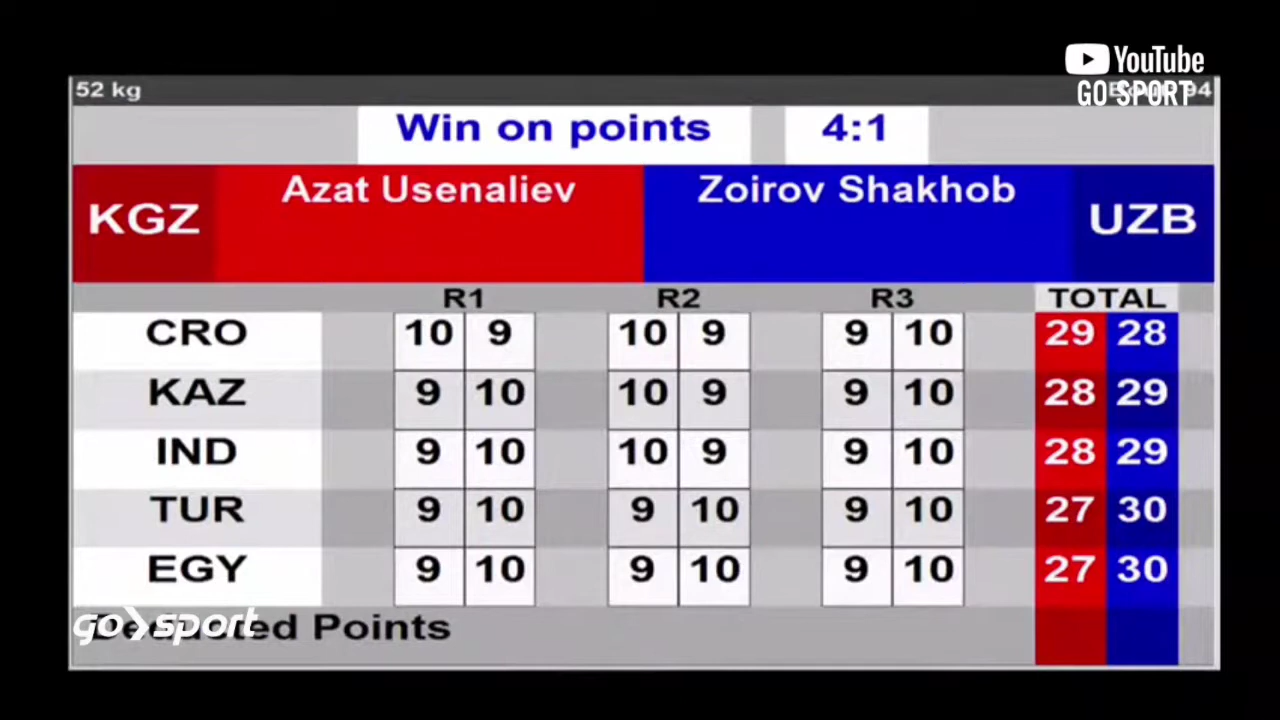 YouTube
52 kg
94
GO SPORT
Win on points 4:1
Azat Usenaliev Zoirov Shakhob
KGZ UZB
R1 R2 R3 TOTAL
CRO 10 9 10 9 9 10 29 28
KAZ 9 10 10 9 9 10 28 29
IND 9 10 10 9 9 10 28 29
TUR 9 10 9 10 9 10 27 30
EGY 9 10 9 10 9 10 27 30
go sport
Deducted Points